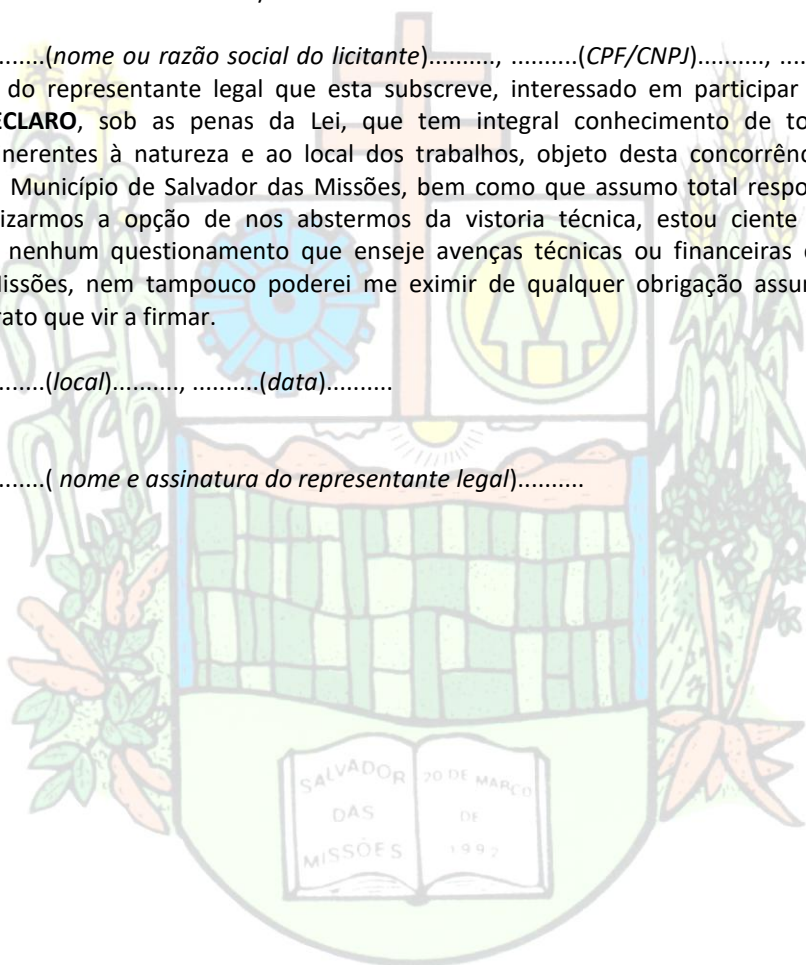 .......(nome ou razão social do licitante).........., ..........(CPF/CNPJ).........., .....
do representante legal que esta subscreve, interessado em participar
ECLARO, sob as penas da Lei, que tem integral conhecimento de to
nerentes à natureza e ao local dos trabalhos, objeto desta concorrênc
Município de Salvador das Missões, bem como que assumo total respo
izarmos a opção de nos abstermos da vistoria técnica, estou ciente
nenhum questionamento que enseje avenças técnicas ou financeiras
issões, nem tampouco poderei me eximir de qualquer obrigação assu
rato que vir a firmar.
.......(local).........., ..........(data)..........
.......( nome e assinatura do representante legal)..........
SALVADOR
DAS
MISSÕES
20 DE MARÇO
DE
1992